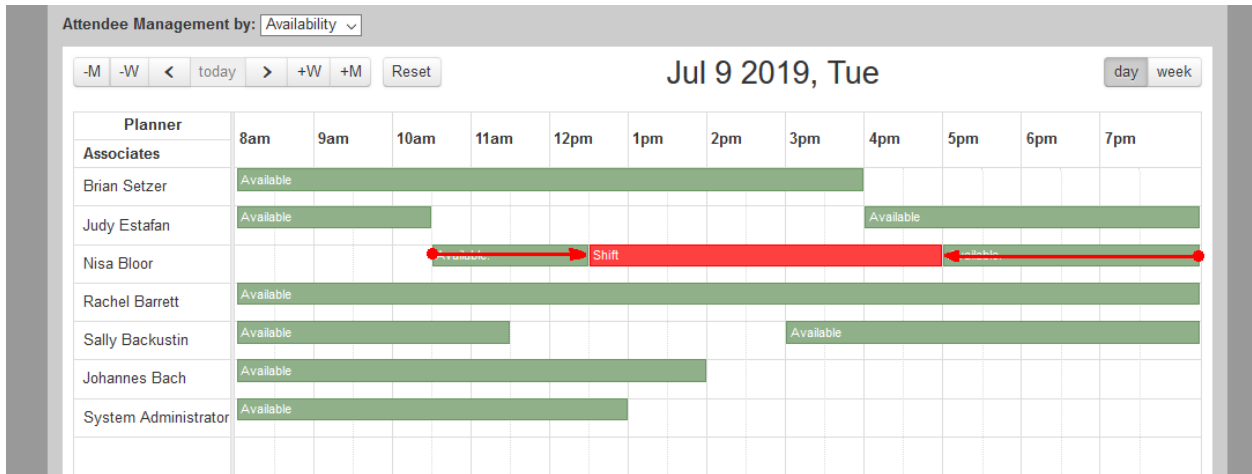 Attendee Management by: Availability
-M -W < today > +W +M Reset Jul 9 2019, Tue day week
Planner 8am 9am 10am 11am 12pm 1pm 2pm 3pm 4pm 5pm 6pm 7pm
Associates
Brian Setzer Available
Judy Estafan Available Available
Nisa Bloor Available. Shift Available.
Rachel Barrett Available
Sally Backustin Available Available
Johannes Bach Available
System Administrator Available